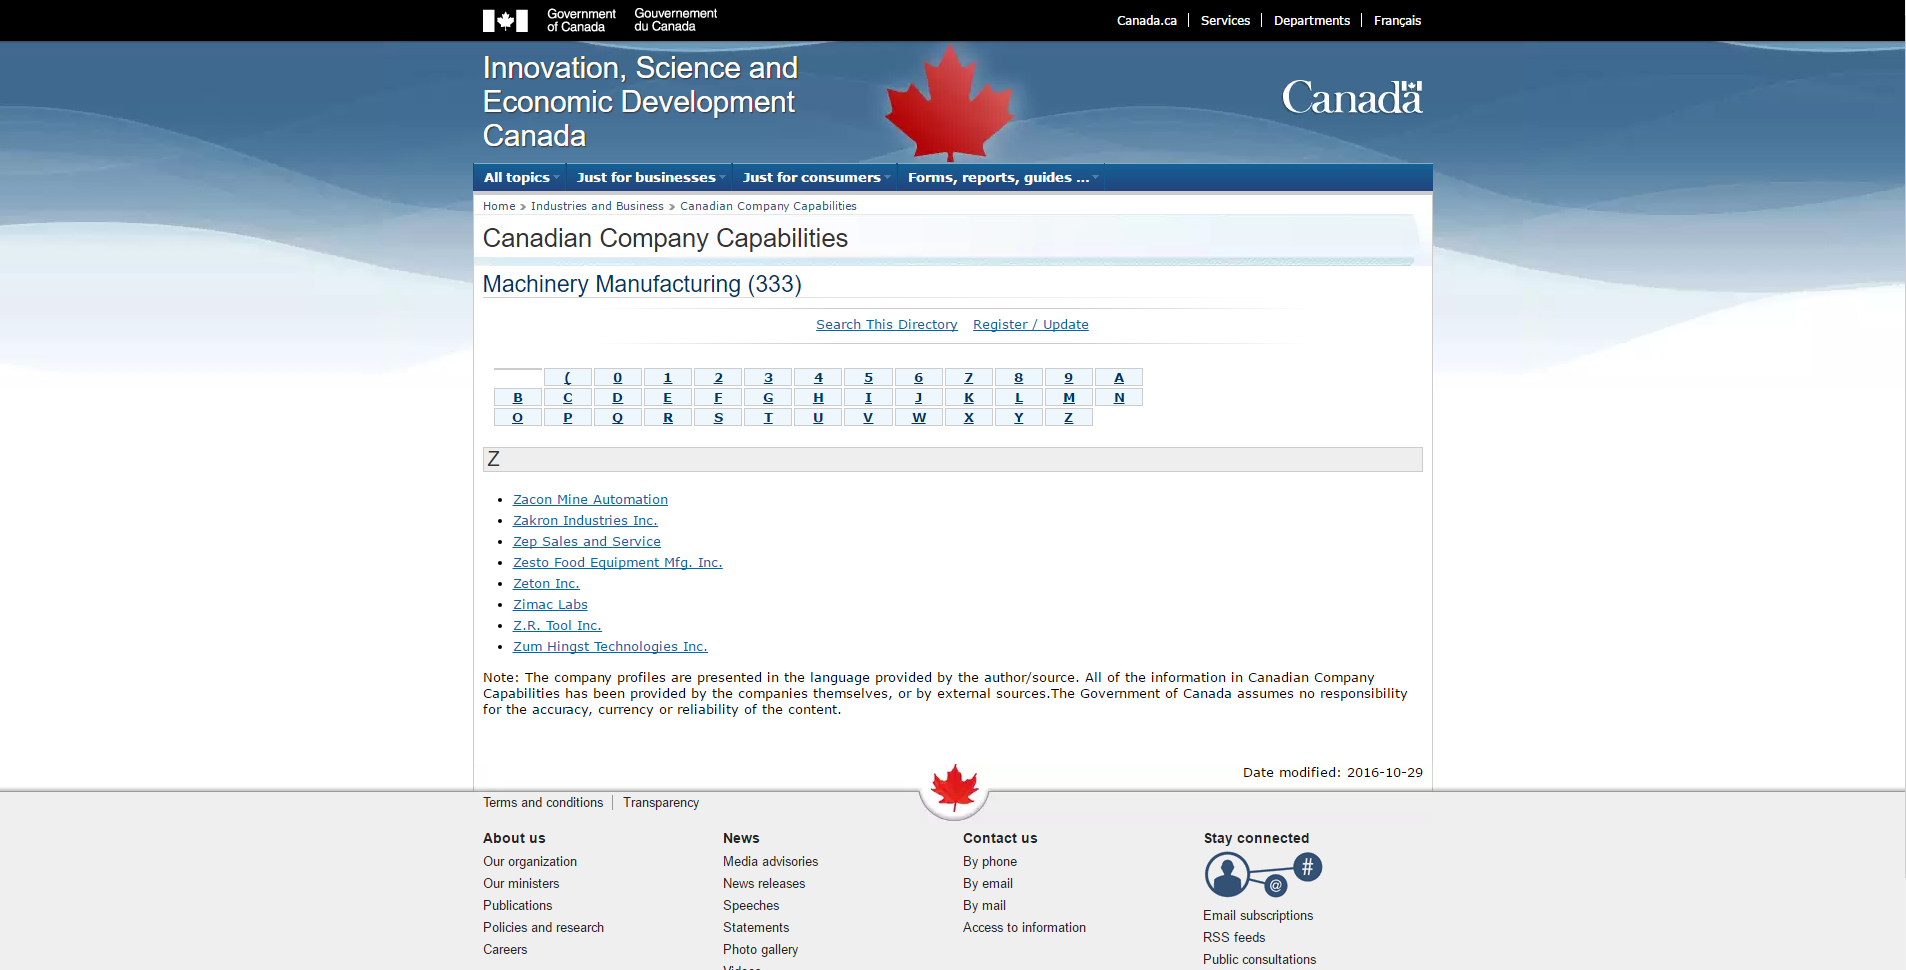 Government of Canada
Gouvernement du Canada
Canada.ca
Services
Departments
Français
Innovation, Science and
Economic Development
Canada
Canada
All topics
Just for businesses
Just for consumers
Forms, reports, guides ...
Home » Industries and Business » Canadian Company Capabilities
Canadian Company Capabilities
Machinery Manufacturing (333)
Search This Directory Register / Update
( 0 1 2 3 4 5 6 7 8 9 A
B C D E F G H I J K L M N
O P Q R S T U V W X Y Z
Z
Zacon Mine Automation
Zakron Industries Inc.
Zep Sales and Service
Zesto Food Equipment Mfg. Inc.
Zeton Inc.
Zimac Labs
Z.R. Tool Inc.
Zum Hingst Technologies Inc.
Note: The company profiles are presented in the language provided by the author/source. All of the information in Canadian Company
Capabilities has been provided by the companies themselves, or by external sources.The Government of Canada assumes no responsibility
for the accuracy, currency or reliability of the content.
Date modified: 2016-10-29
Terms and conditions
Transparency
About us
Our organization
Our ministers
Publications
Policies and research
Careers
News
Media advisories
News releases
Speeches
Statements
Photo gallery
Contact us
By phone
By email
By mail
Access to information
Stay connected
#
@
Email subscriptions
RSS feeds
Public consultations